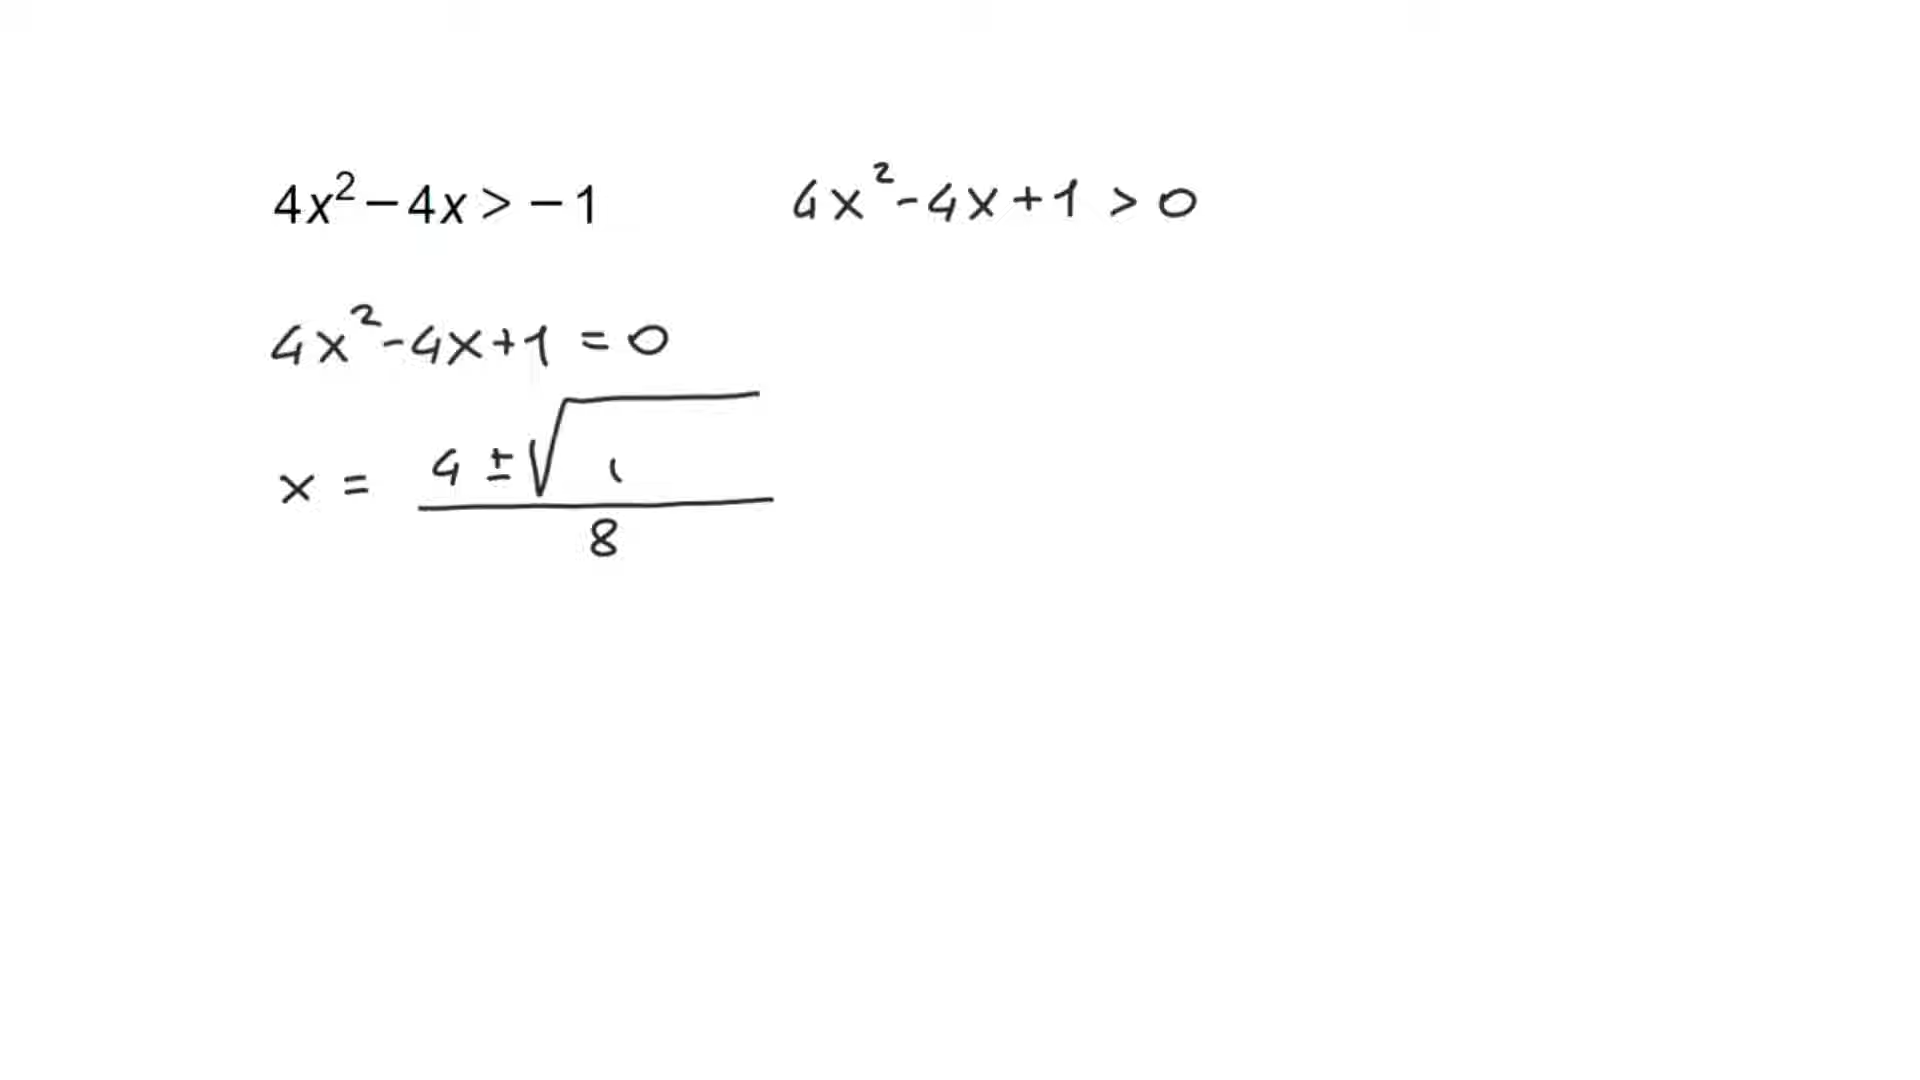 4x² − 4x > − 1
4x² - 4x + 1 > 0
4x² - 4x + 1 = 0
x = (4 ± √( )/8